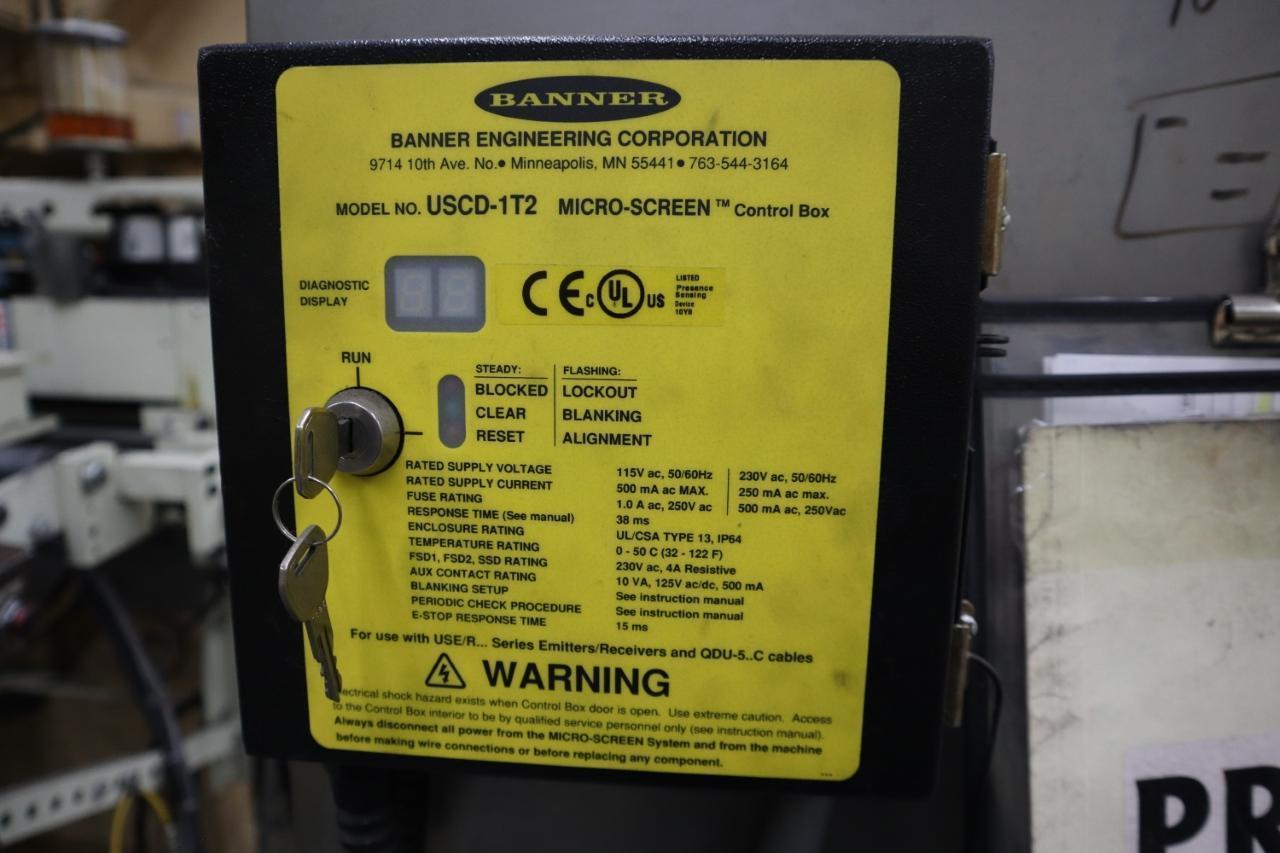 BANNER
BANNER ENGINEERING CORPORATION
9714 10th Ave. No.● Minneapolis, MN 55441● 763-544-3164
MODEL NO. USCD-1T2 MICRO-SCREEN ™ Control Box
DIAGNOSTIC
DISPLAY
CE c UL US
LISTED
Presence
Sensing
Device
10Y8
RUN
STEADY: FLASHING:
BLOCKED LOCKOUT
CLEAR BLANKING
RESET ALIGNMENT
RATED SUPPLY VOLTAGE 115V ac, 50/60Hz 230V ac, 50/60Hz
RATED SUPPLY CURRENT 500 mA ac MAX. 250 mA ac max.
FUSE RATING 1.0 A ac, 250V ac 500 mA ac, 250Vac
RESPONSE TIME (See manual) 38 ms
ENCLOSURE RATING UL/CSA TYPE 13, IP64
TEMPERATURE RATING 0 - 50 C (32 - 122 F)
FSD1, FSD2, SSD RATING 230V ac, 4A Resistive
AUX CONTACT RATING 10 VA, 125V ac/dc, 500 mA
BLANKING SETUP See instruction manual
PERIODIC CHECK PROCEDURE See instruction manual
E-STOP RESPONSE TIME 15 ms
For use with USE/R... Series Emitters/Receivers and QDU-5..C cables
WARNING
lectrical shock hazard exists when Control Box door is open. Use extreme caution. Access
to the Control Box interior to be by qualified service personnel only (see instruction manual).
Always disconnect all power from the MICRO-SCREEN System and from the machine
before making wire connections or before replacing any component.
PR